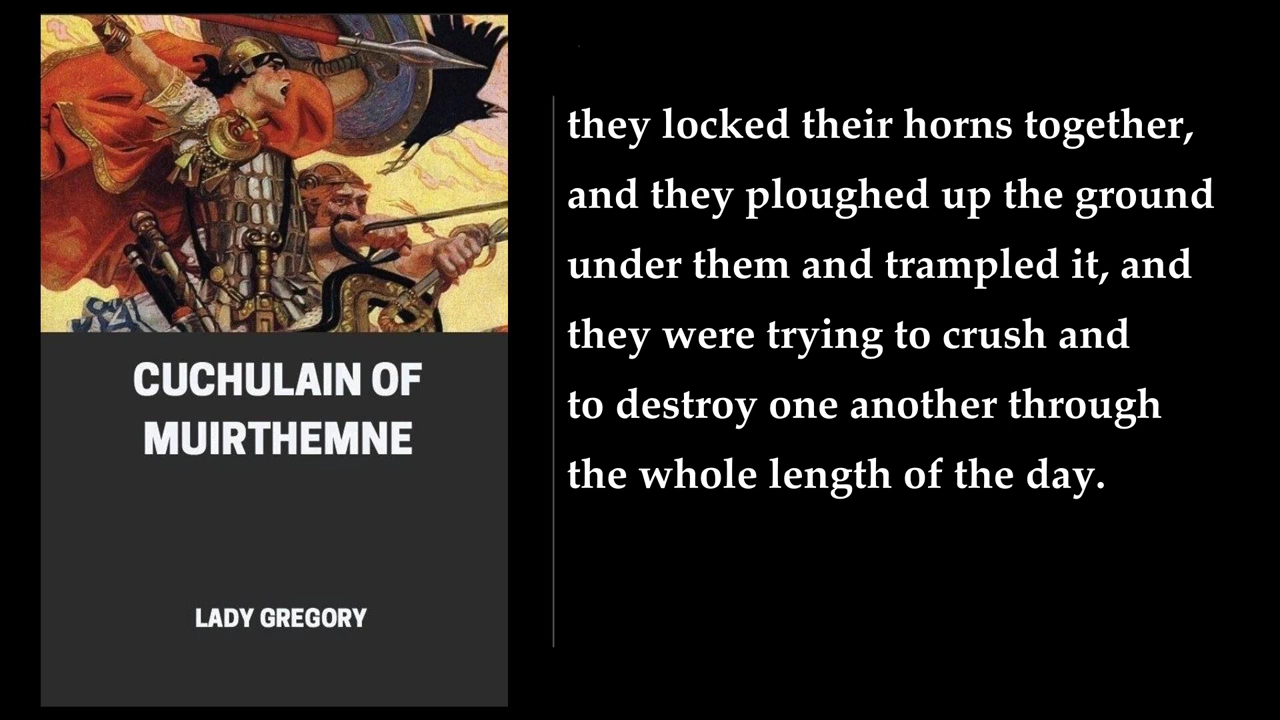 CUCHULAIN OF
MUIRTHEMNE
LADY GREGORY
they locked their horns together,
and they ploughed up the ground
under them and trampled it, and
they were trying to crush and
to destroy one another through
the whole length of the day.